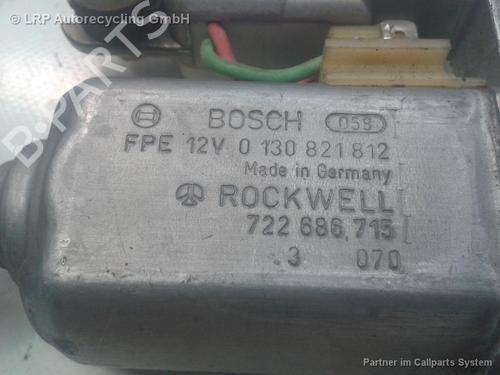 © LRP Autorecycling GmbH
B-PARTS
BOSCH 058
FPE 12V 0 130 821 812
Made in Germany
ROCKWELL
722 686,715
3 070
Partner im Callparts System